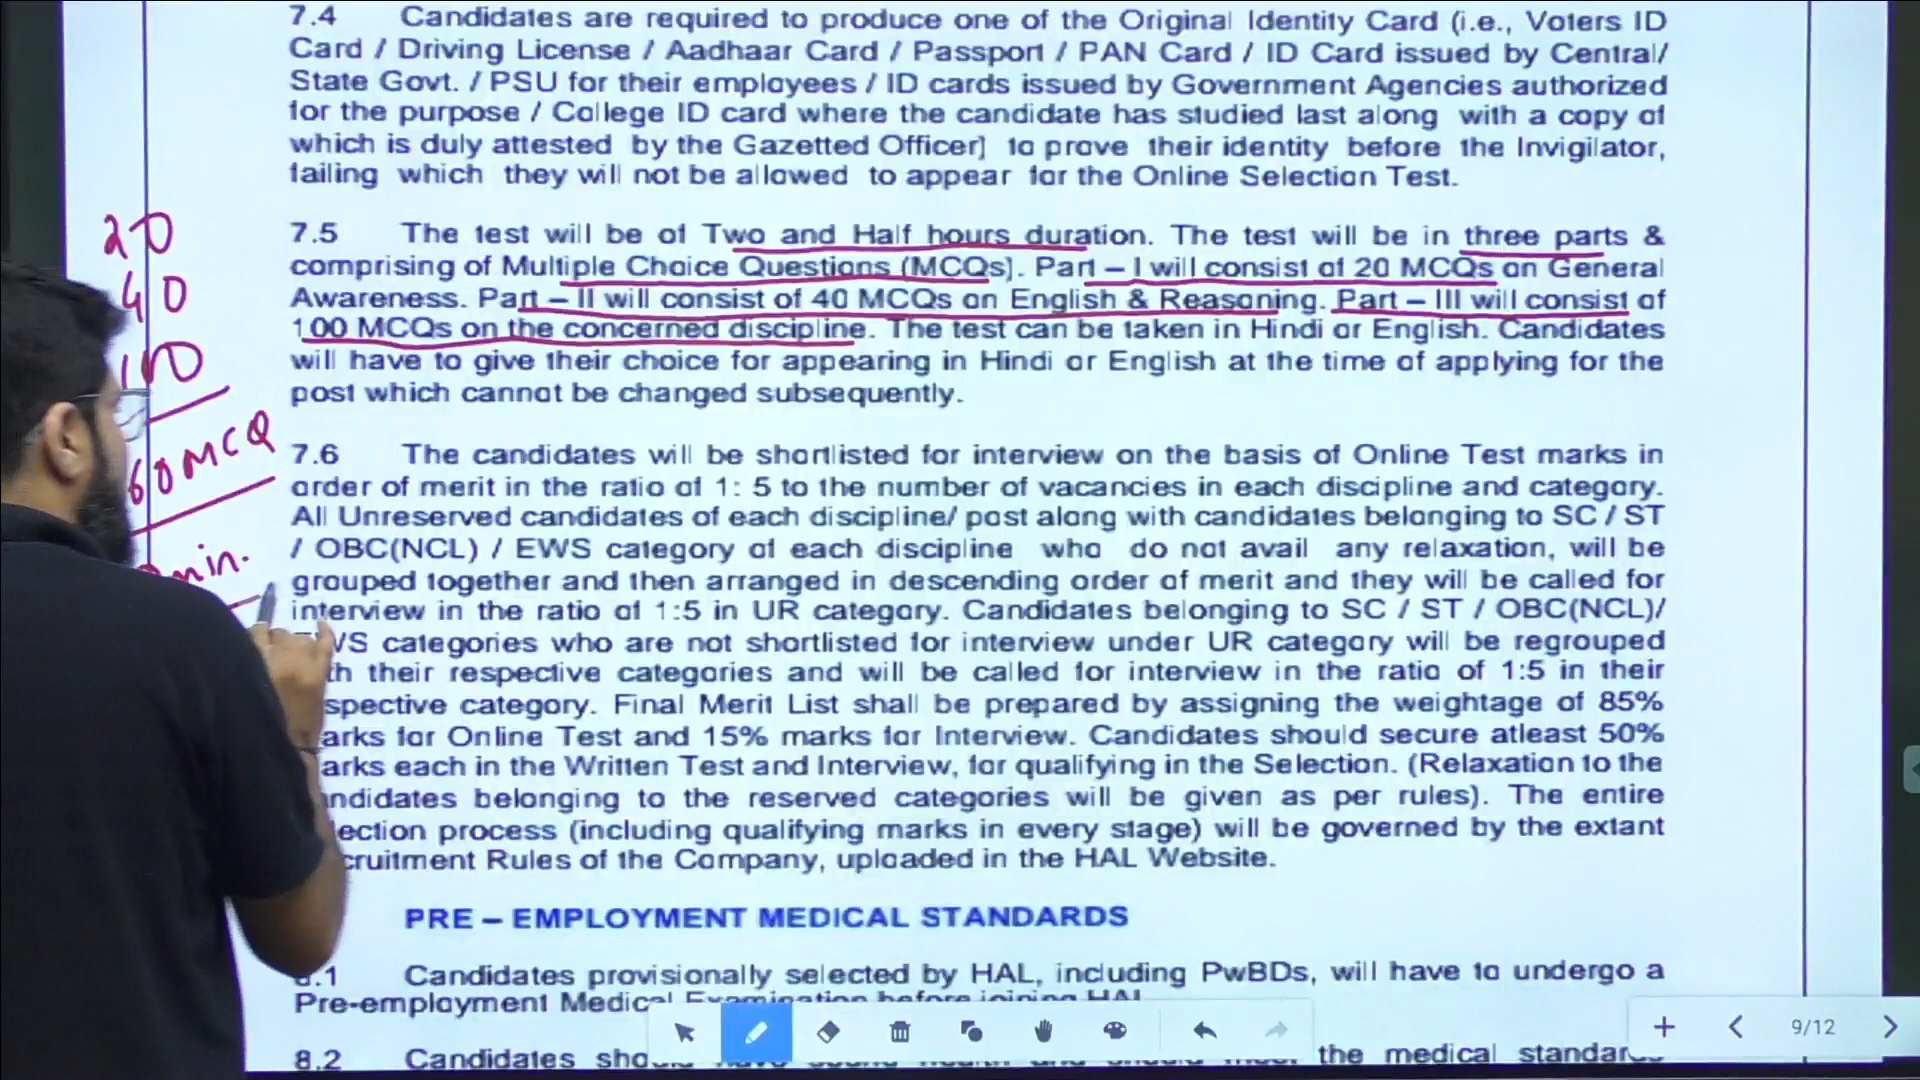 7.4 Candidates are required to produce one of the Original Identity Card (i.e., Voters ID
Card / Driving License / Aadhaar Card / Passport / PAN Card / ID Card issued by Central/
State Govt. / PSU for their employees / ID cards issued by Government Agencies authorized
for the purpose / College ID card where the candidate has studied last along with a copy of
which is duly attested by the Gazetted Officer) to prove their identity before the Invigilator,
failing which they will not be allowed to appear for the Online Selection Test.
7.5 The test will be of Two and Half hours duration. The test will be in three parts &
comprising of Multiple Choice Questions (MCQs). Part – I will consist of 20 MCQs on General
Awareness. Part – II will consist of 40 MCQs on English & Reasoning. Part – III will consist of
100 MCQs on the concerned discipline. The test can be taken in Hindi or English. Candidates
will have to give their choice for appearing in Hindi or English at the time of applying for the
post which cannot be changed subsequently.
7.6 The candidates will be shortlisted for interview on the basis of Online Test marks in
order of merit in the ratio of 1: 5 to the number of vacancies in each discipline and category.
All Unreserved candidates of each discipline/ post along with candidates belonging to SC / ST
/ OBC(NCL) / EWS category of each discipline who do not avail any relaxation, will be
grouped together and then arranged in descending order of merit and they will be called for
interview in the ratio of 1:5 in UR category. Candidates belonging to SC / ST / OBC(NCL)/
WS categories who are not shortlisted for interview under UR category will be regrouped
th their respective categories and will be called for interview in the ratio of 1:5 in their
spective category. Final Merit List shall be prepared by assigning the weightage of 85%
arks for Online Test and 15% marks for Interview. Candidates should secure atleast 50%
arks each in the Written Test and Interview, for qualifying in the Selection. (Relaxation to the
ndidates belonging to the reserved categories will be given as per rules). The entire
lection process (including qualifying marks in every stage) will be governed by the extant
cruitment Rules of the Company, uploaded in the HAL Website.
PRE – EMPLOYMENT MEDICAL STANDARDS
8.1 Candidates provisionally selected by HAL, including PwBDs, will have to undergo a
Pre-employment Medical Examination before joining HAL
8.2 Candidates should the medical standards
20
40
100
60 MCQ
min.
9/12